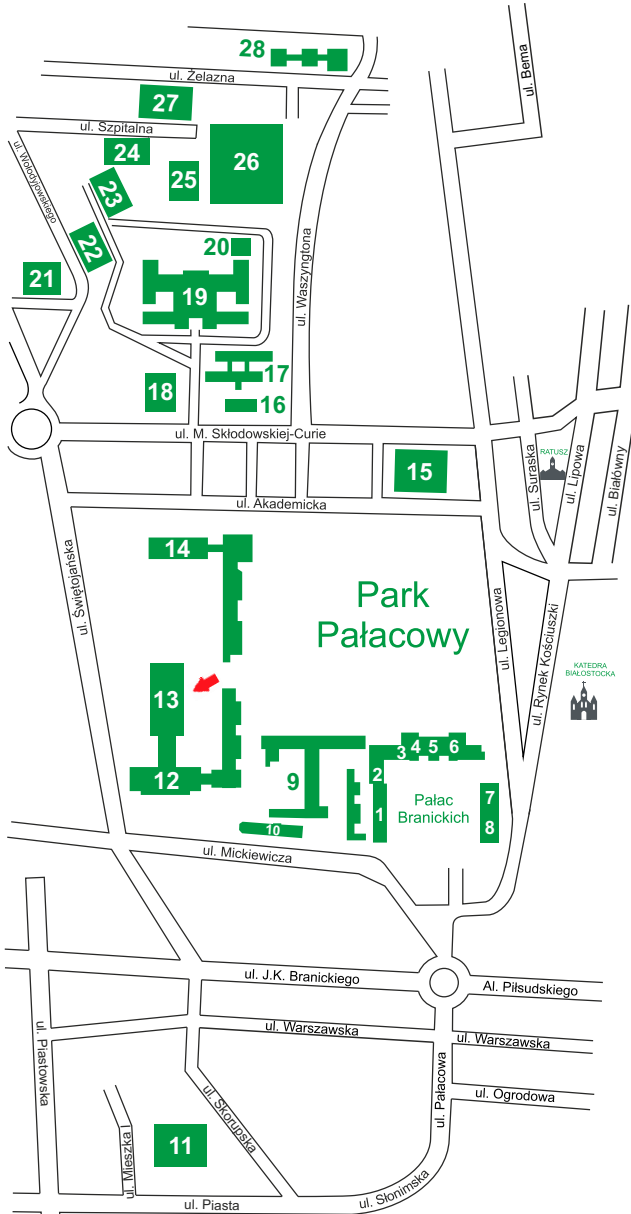 28
ul. Żelazna
ul. Bema
27
ul. Szpitalna
24
26
25
ul. Wołodyjowskiego
23
22
20
21
19
ul. Waszyngtona
17
18
16
ul. M. Skłodowskiej-Curie
15
RATUSZ
ul. Suraska
ul. Lipowa
ul. Białówny
ul. Akademicka
14
ul. Świętojańska
Park
Pałacowy
ul. Legionowa
ul. Rynek Kościuszki
KATEDRA
BIAŁOSTOCKA
13
12
9
10
3
4
5
6
2
1
Pałac
Branickich
7
8
ul. Mickiewicza
ul. J.K. Branickiego
Al. Piłsudskiego
ul. Piastowska
ul. Warszawska
ul. Warszawska
ul. Pałacowa
ul. Ogrodowa
ul. Skorupska
11
ul. Mieszka I
ul. Piasta
ul. Słonimska